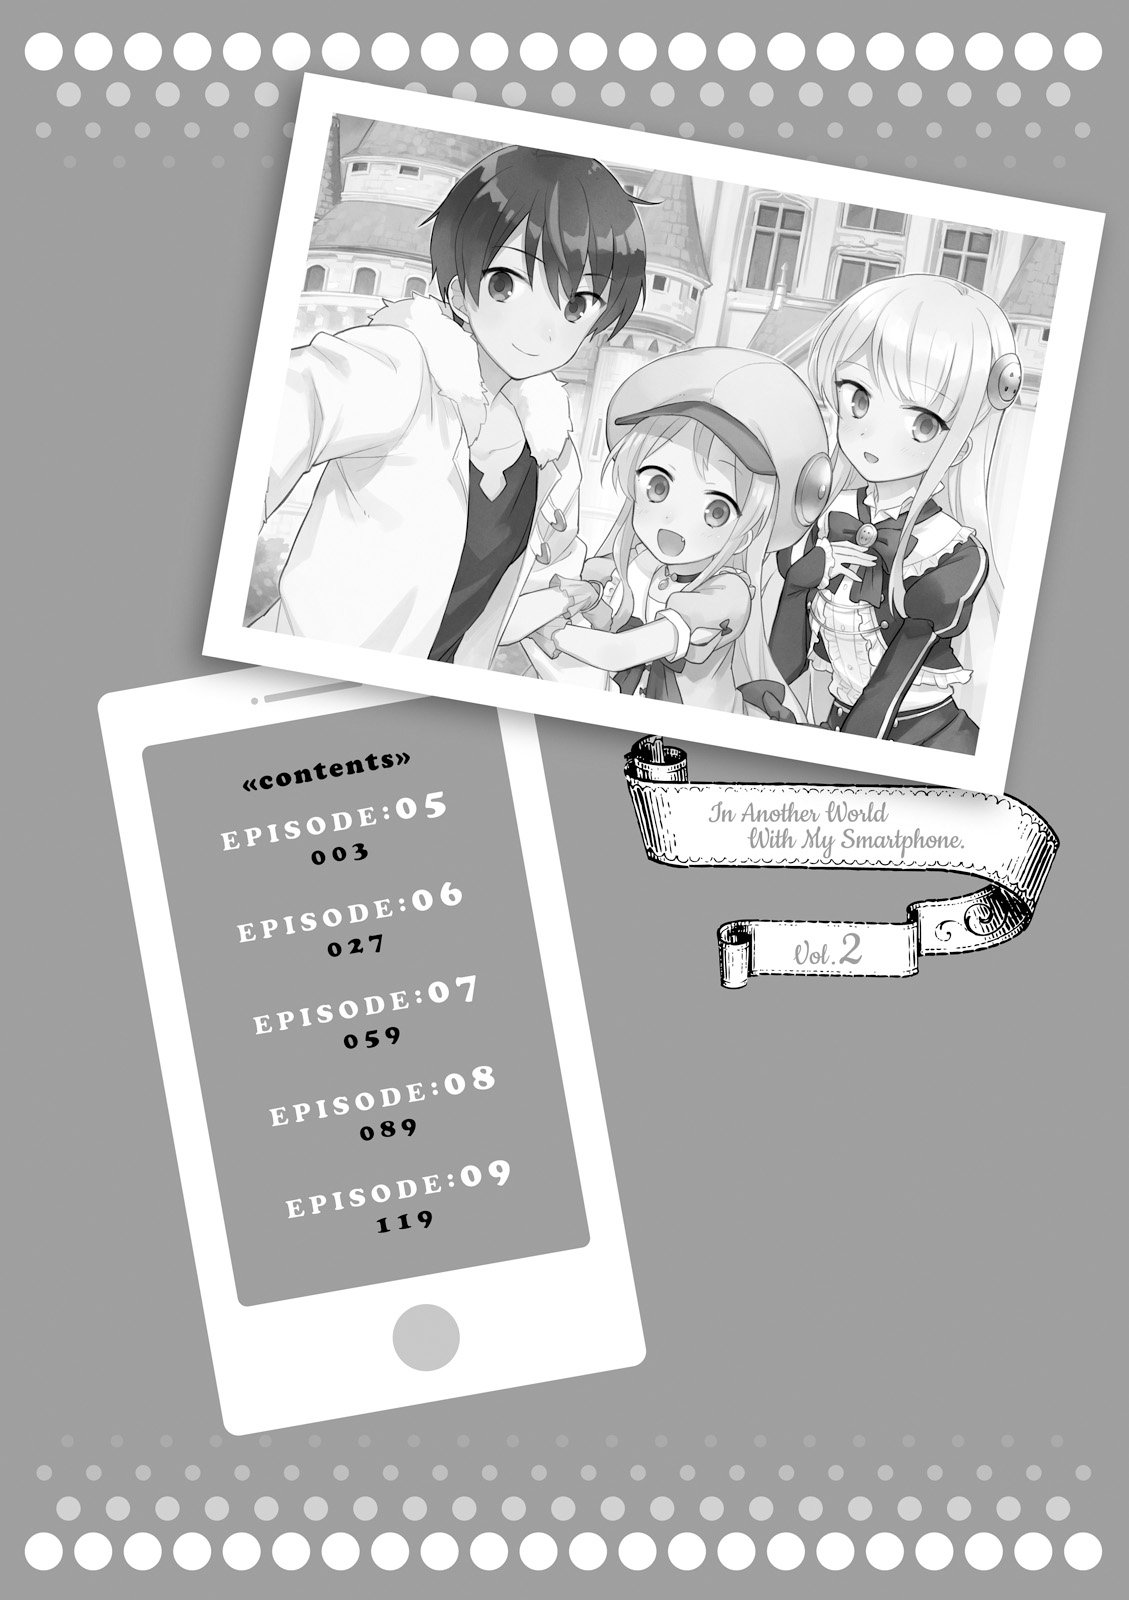 «contents»
EPISODE:05
003
EPISODE:06
027
EPISODE:07
059
EPISODE:08
089
EPISODE:09
119
In Another World
With My Smartphone.
Vol.2